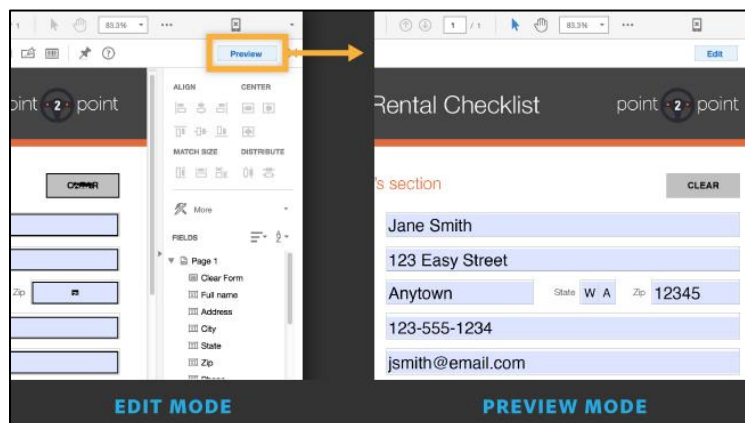 / 1 83.3%
Preview
ALIGN CENTER
MATCH SIZE DISTRIBUTE
More
FIELDS
Page 1
Clear Form
Full name
Address
City
State
Zip
point 2 point
Zip
EDIT MODE
1 / 1 83.3%
Edit
Rental Checklist point 2 point
's section CLEAR
Jane Smith
123 Easy Street
Anytown State W A Zip 12345
123-555-1234
jsmith@email.com
PREVIEW MODE